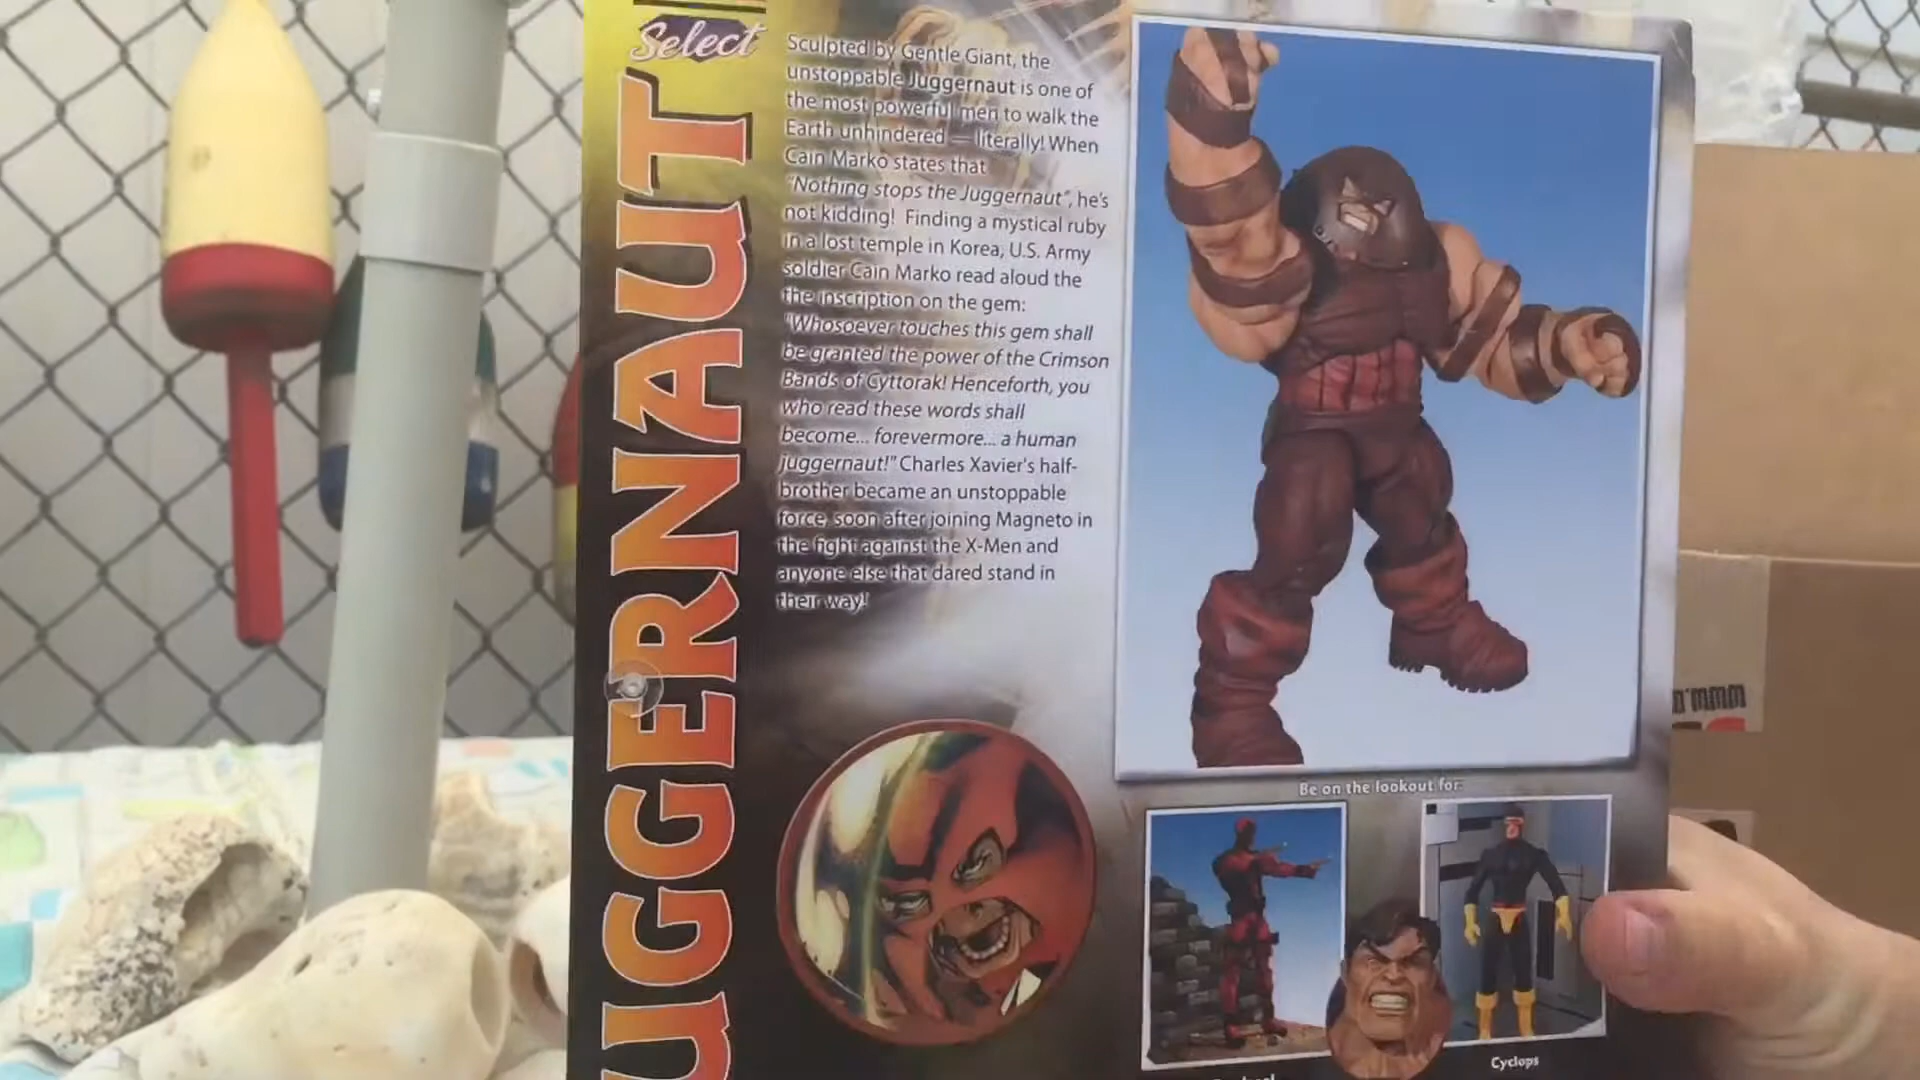 Select
JUGGERNAUT
Sculpted by Gentle Giant, the
unstoppable Juggernaut is one of
the most powerful men to walk the
Earth unhindered — literally! When
Cain Marko states that
"Nothing stops the Juggernaut", he's
not kidding! Finding a mystical ruby
in a lost temple in Korea, U.S. Army
soldier Cain Marko read aloud the
the inscription on the gem:
"Whosoever touches this gem shall
be granted the power of the Crimson
Bands of Cyttorak! Henceforth, you
who read these words shall
become... forevermore... a human
juggernaut!" Charles Xavier's half-
brother became an unstoppable
force, soon after joining Magneto in
the fight against the X-Men and
anyone else that dared stand in
their way!
Be on the lookout for:
Cyclops